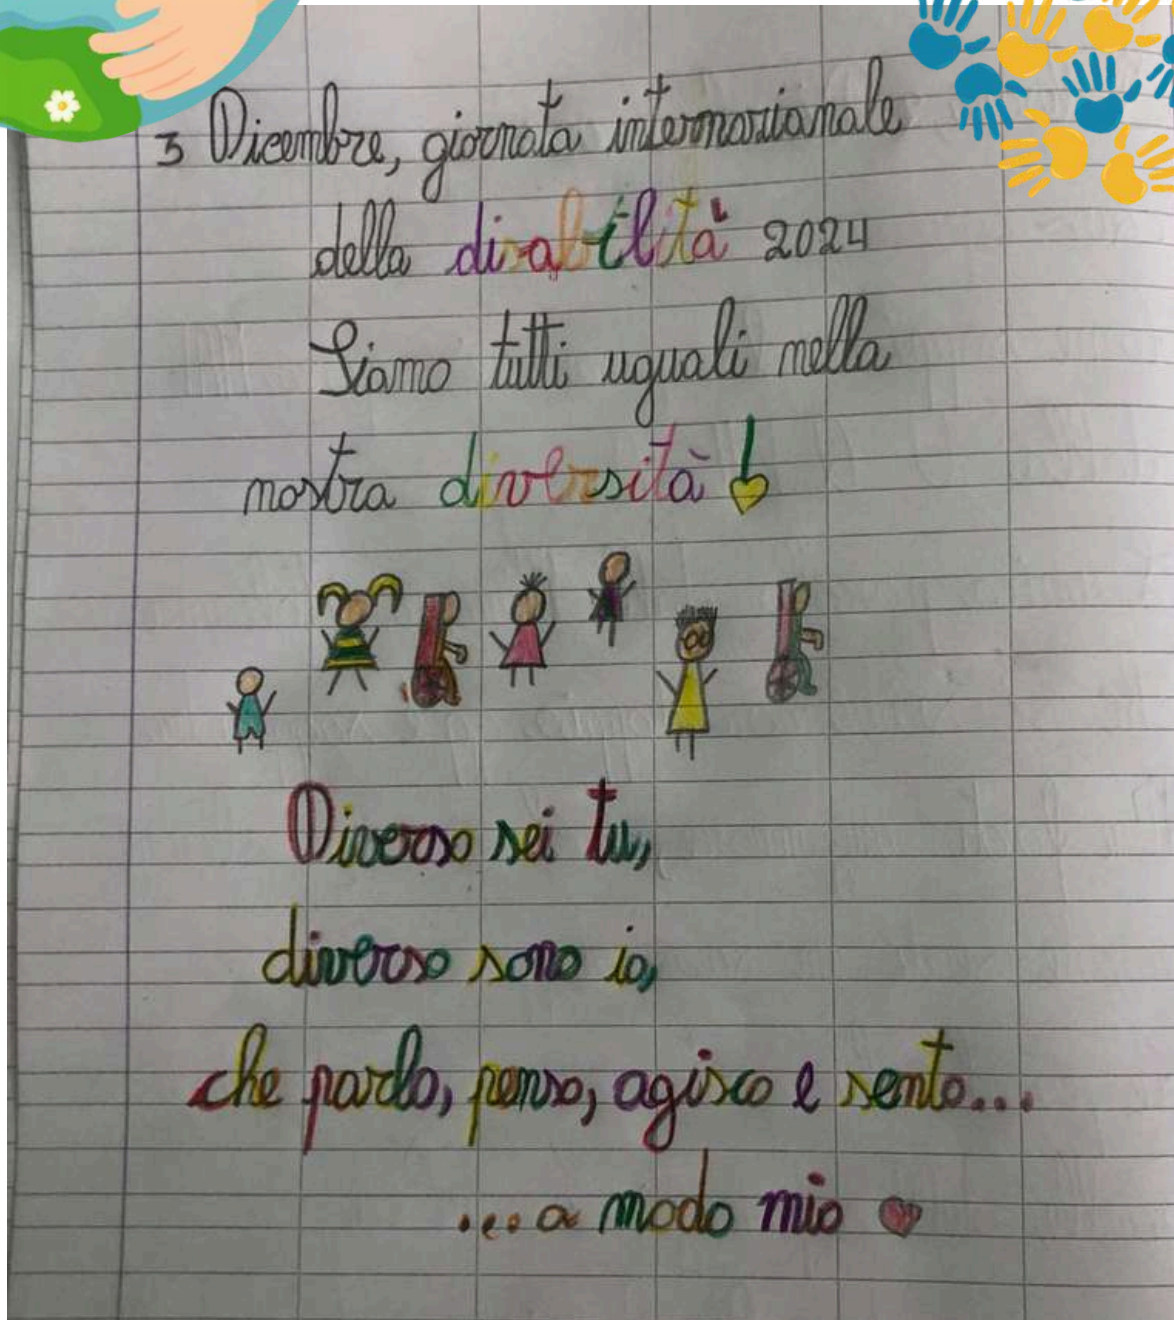 3 Dicembre, giornata internazionale
della disabilità 2024
Siamo tutti uguali nella
nostra diversità!
Diverso sei tu,
diverso sono io,
che parlo, penso, agisco e sento...
...a modo mio